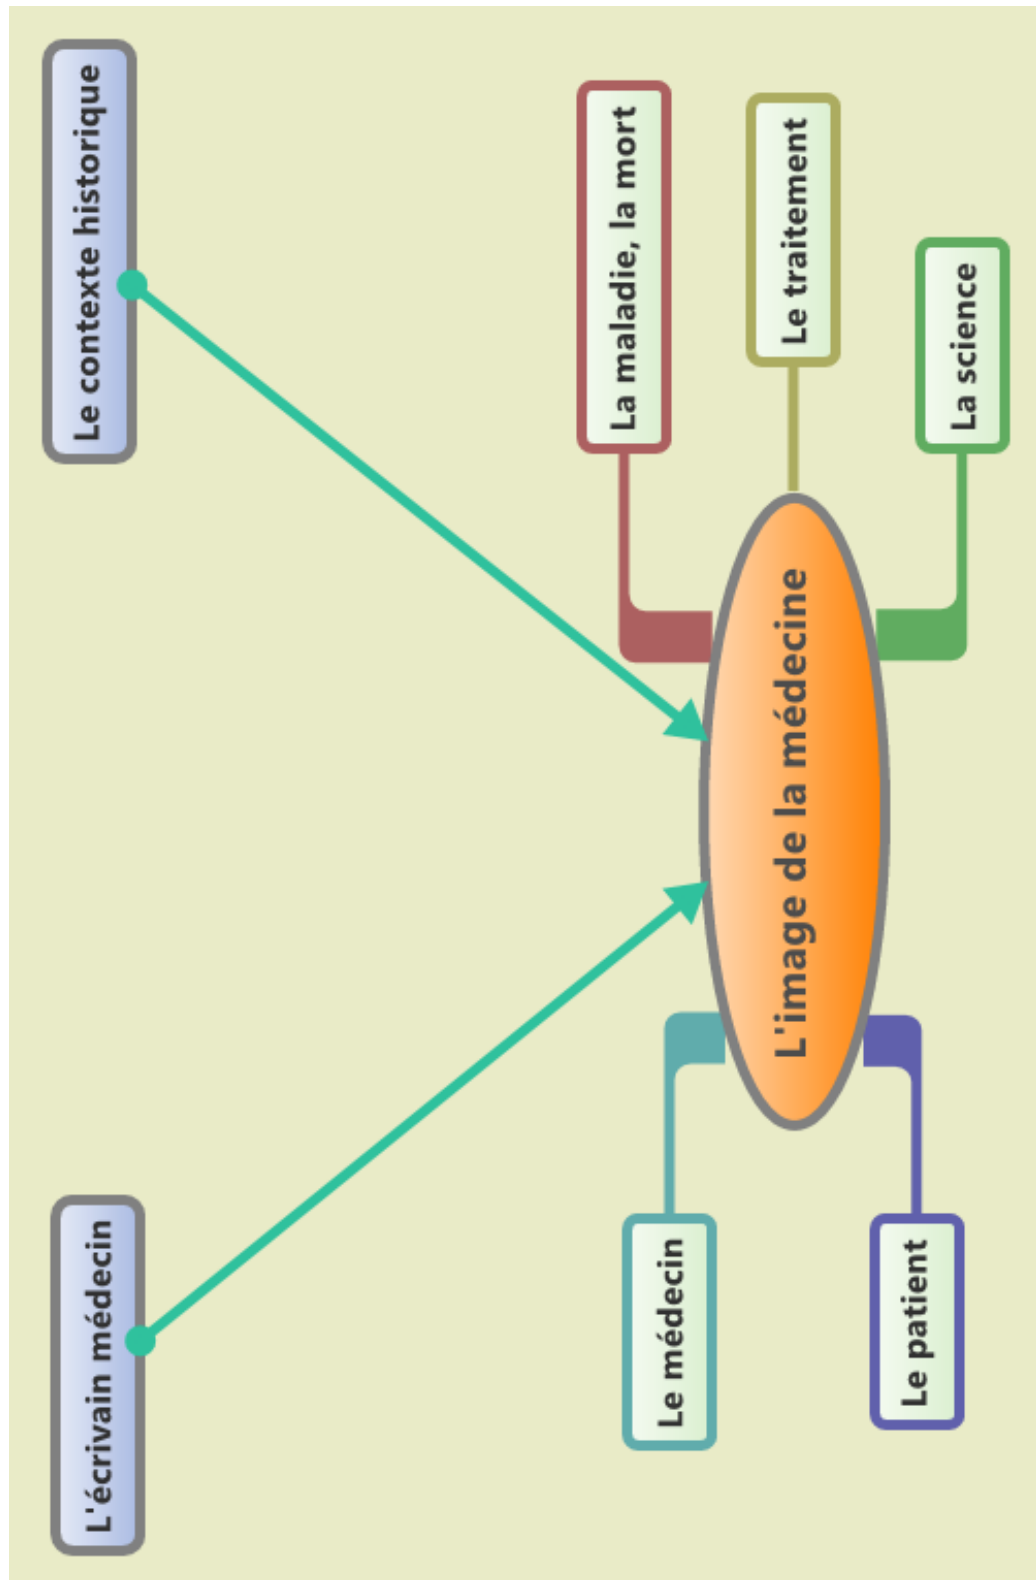 L'écrivain médecin
Le contexte historique
Le médecin
La maladie, la mort
L'image de la médecine
Le traitement
Le patient
La science